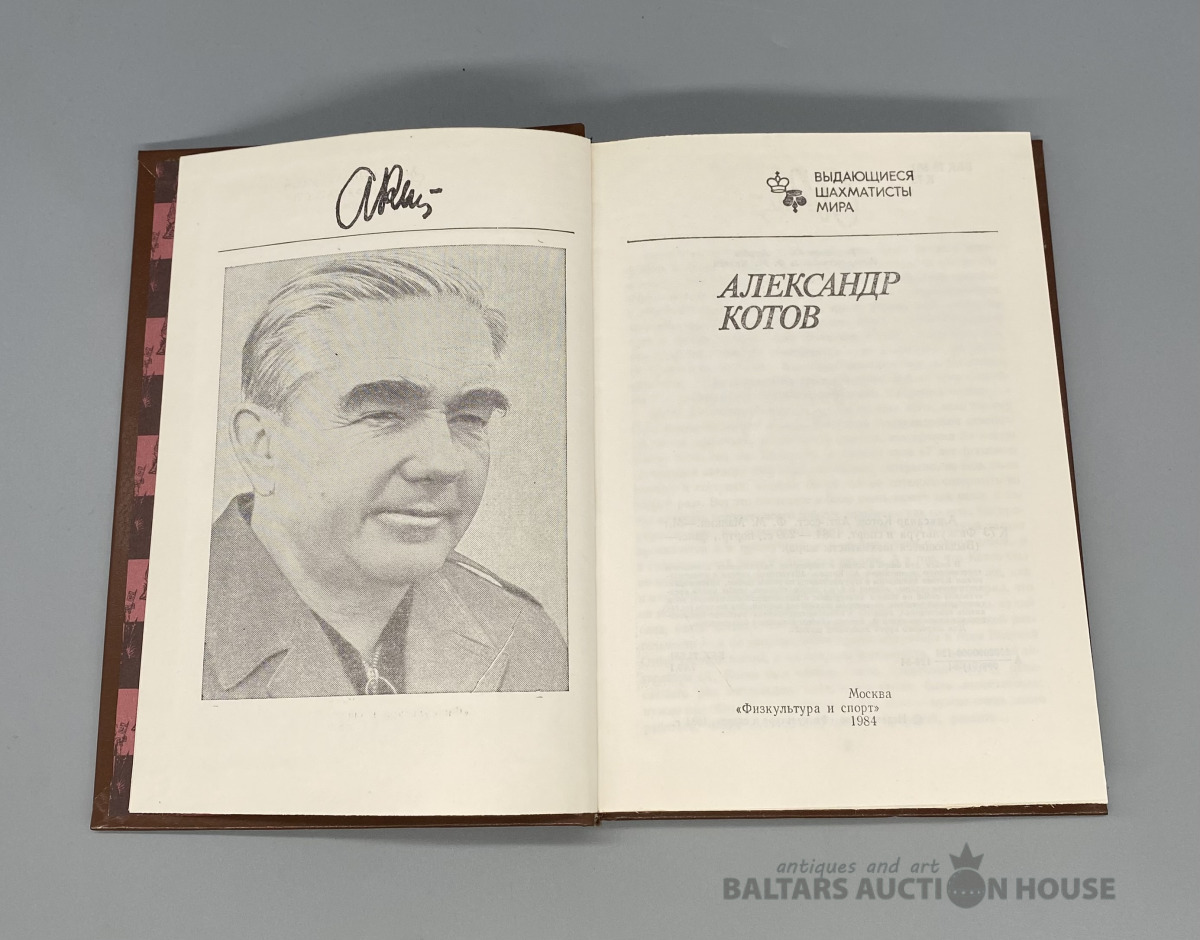 ВЫДАЮЩИЕСЯ
ШАХМАТИСТЫ
МИРА
АЛЕКСАНДР
КОТОВ
Москва
«Физкультура и спорт»
1984
antiques and art
BALTARS AUCTION HOUSE